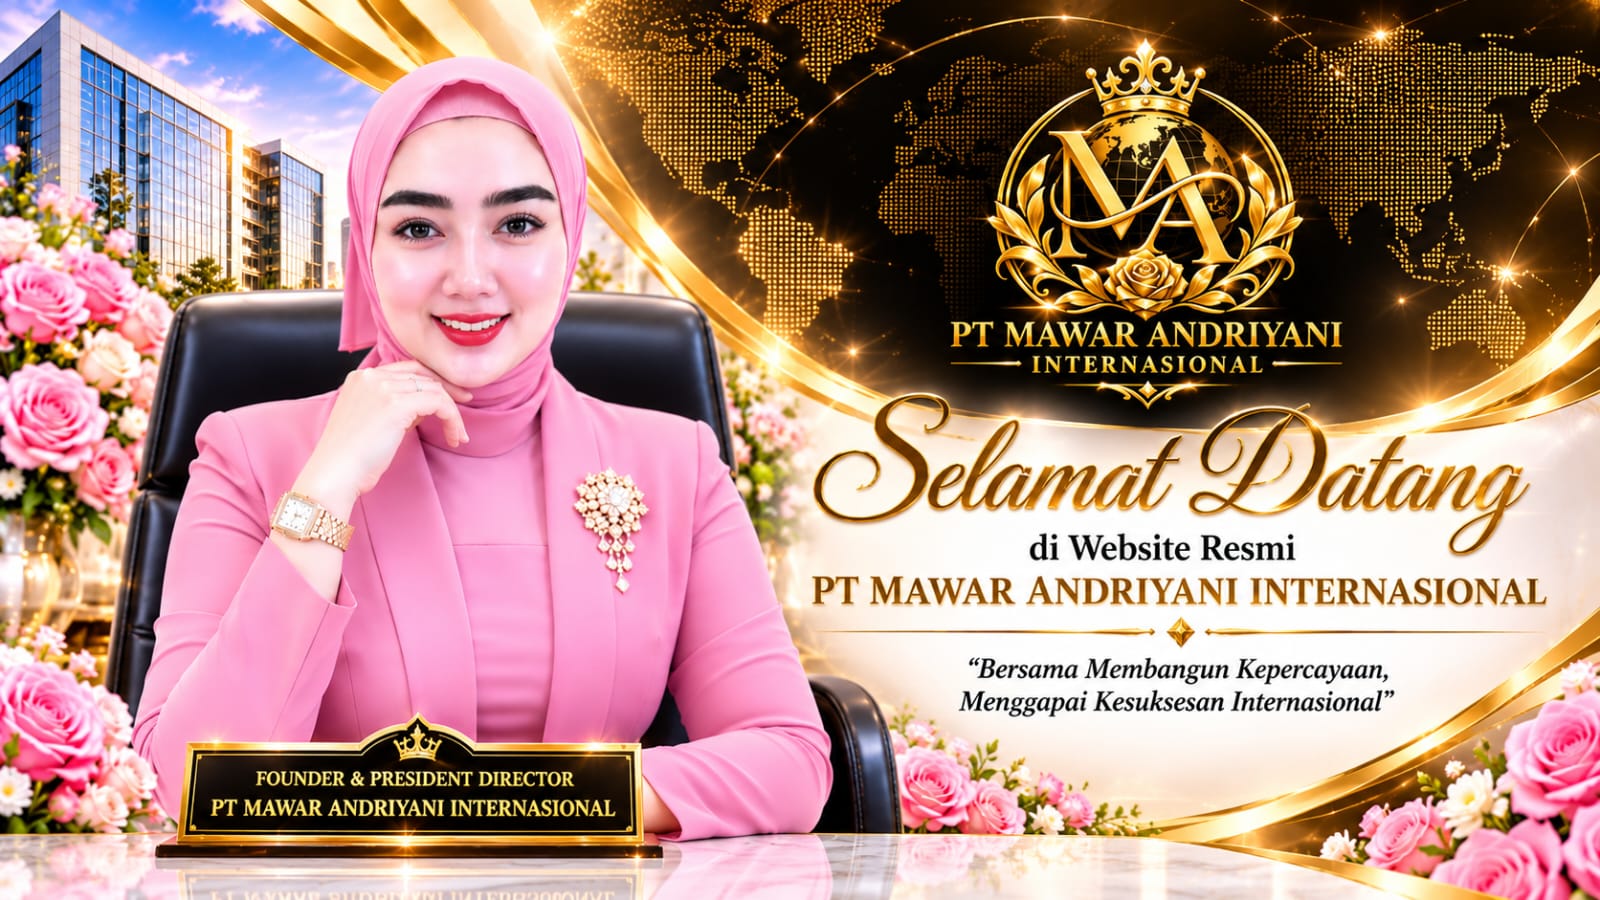 MA
PT MAWAR ANDRIYANI
INTERNASIONAL
Selamat Datang
di Website Resmi
PT MAWAR ANDRIYANI INTERNASIONAL
“Bersama Membangun Kepercayaan,
Menggapai Kesuksesan Internasional”
FOUNDER & PRESIDENT DIRECTOR
PT MAWAR ANDRIYANI INTERNASIONAL